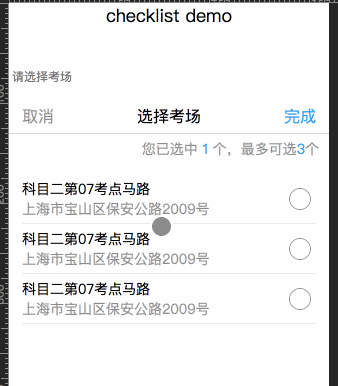 checklist demo
请选择考场
取消 选择考场 完成
您已选中 1 个，最多可选3个
科目二第07考点马路
上海市宝山区保安公路2009号
科目二第07考点马路
上海市宝山区保安公路2009号
科目二第07考点马路
上海市宝山区保安公路2009号